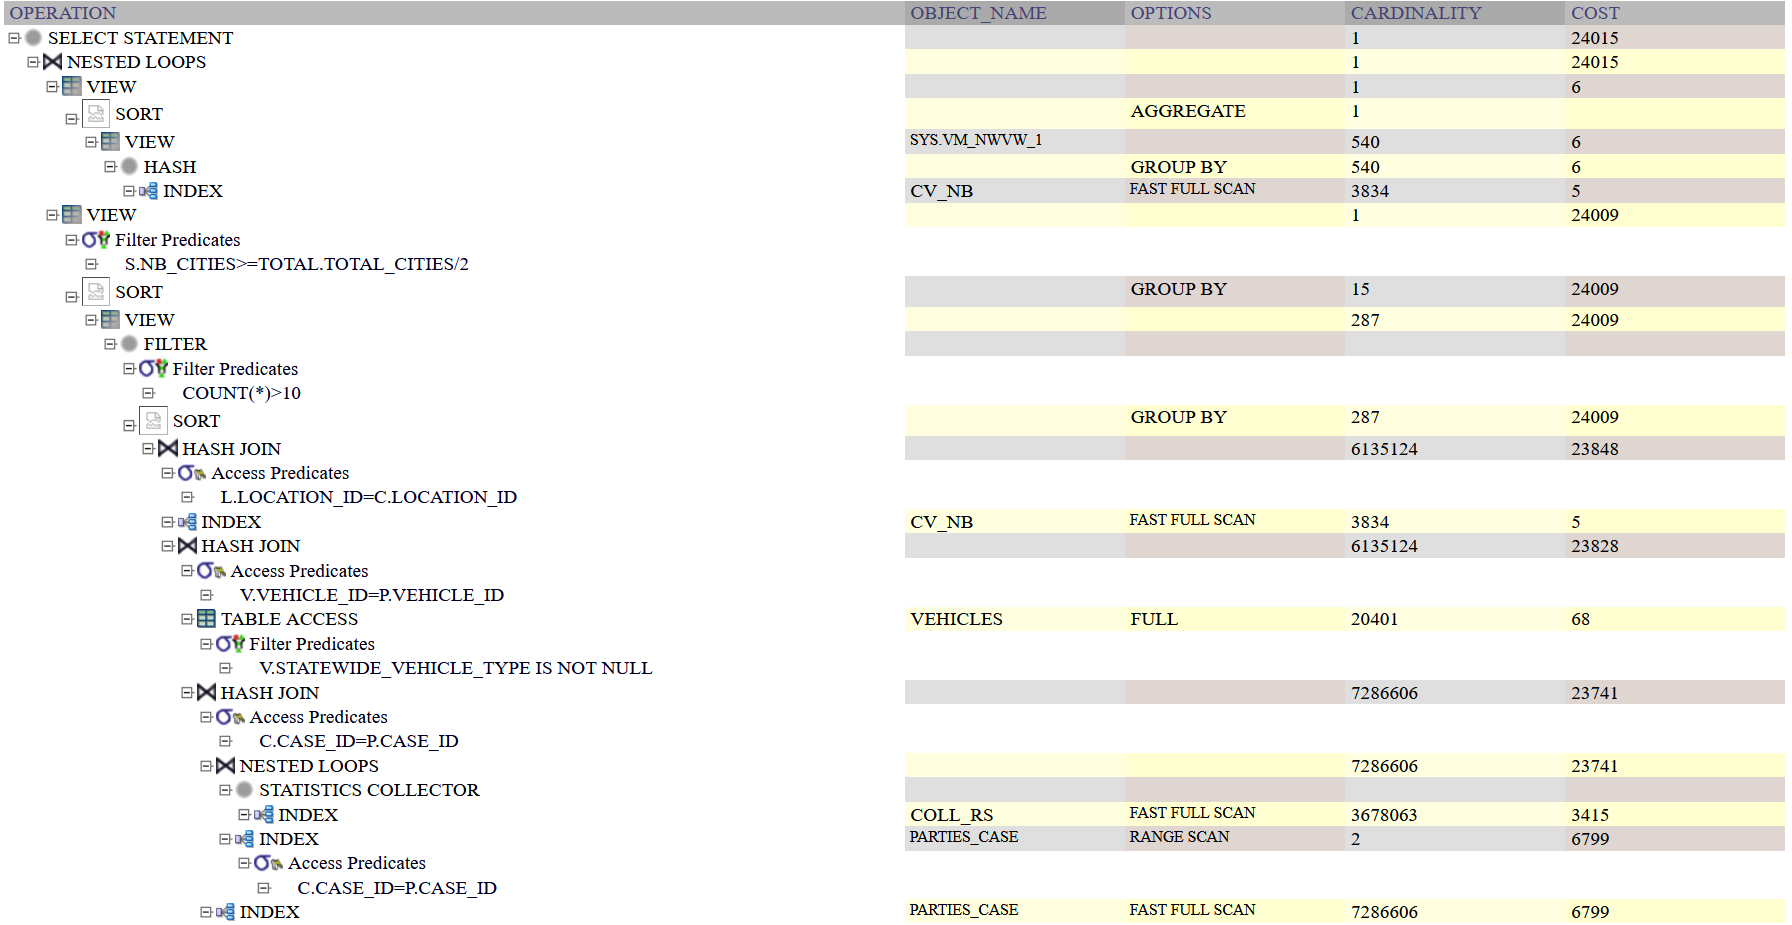 OPERATION OBJECT_NAME OPTIONS CARDINALITY COST
SELECT STATEMENT 1 24015
NESTED LOOPS 1 24015
VIEW 1 6
SORT AGGREGATE 1
VIEW SYS.VM_NWVW_1 540 6
HASH GROUP BY 540 6
INDEX CV_NB FAST FULL SCAN 3834 5
VIEW 1 24009
Filter Predicates
S.NB_CITIES>=TOTAL.TOTAL_CITIES/2
SORT GROUP BY 15 24009
VIEW 287 24009
FILTER
Filter Predicates
COUNT(*)>10
SORT GROUP BY 287 24009
HASH JOIN 6135124 23848
Access Predicates
L.LOCATION_ID=C.LOCATION_ID
INDEX CV_NB FAST FULL SCAN 3834 5
HASH JOIN 6135124 23828
Access Predicates
V.VEHICLE_ID=P.VEHICLE_ID
TABLE ACCESS VEHICLES FULL 20401 68
Filter Predicates
V.STATEWIDE_VEHICLE_TYPE IS NOT NULL
HASH JOIN 7286606 23741
Access Predicates
C.CASE_ID=P.CASE_ID
NESTED LOOPS 7286606 23741
STATISTICS COLLECTOR
INDEX COLL_RS FAST FULL SCAN 3678063 3415
INDEX PARTIES_CASE RANGE SCAN 2 6799
Access Predicates
C.CASE_ID=P.CASE_ID
INDEX PARTIES_CASE FAST FULL SCAN 7286606 6799